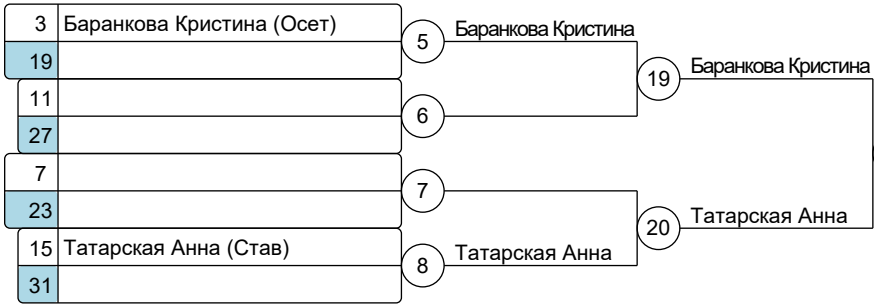 3 Баранкова Кристина (Осет)
19
5 Баранкова Кристина
11
27
6
19 Баранкова Кристина
7
23
7
15 Татарская Анна (Став)
31
8 Татарская Анна
20 Татарская Анна